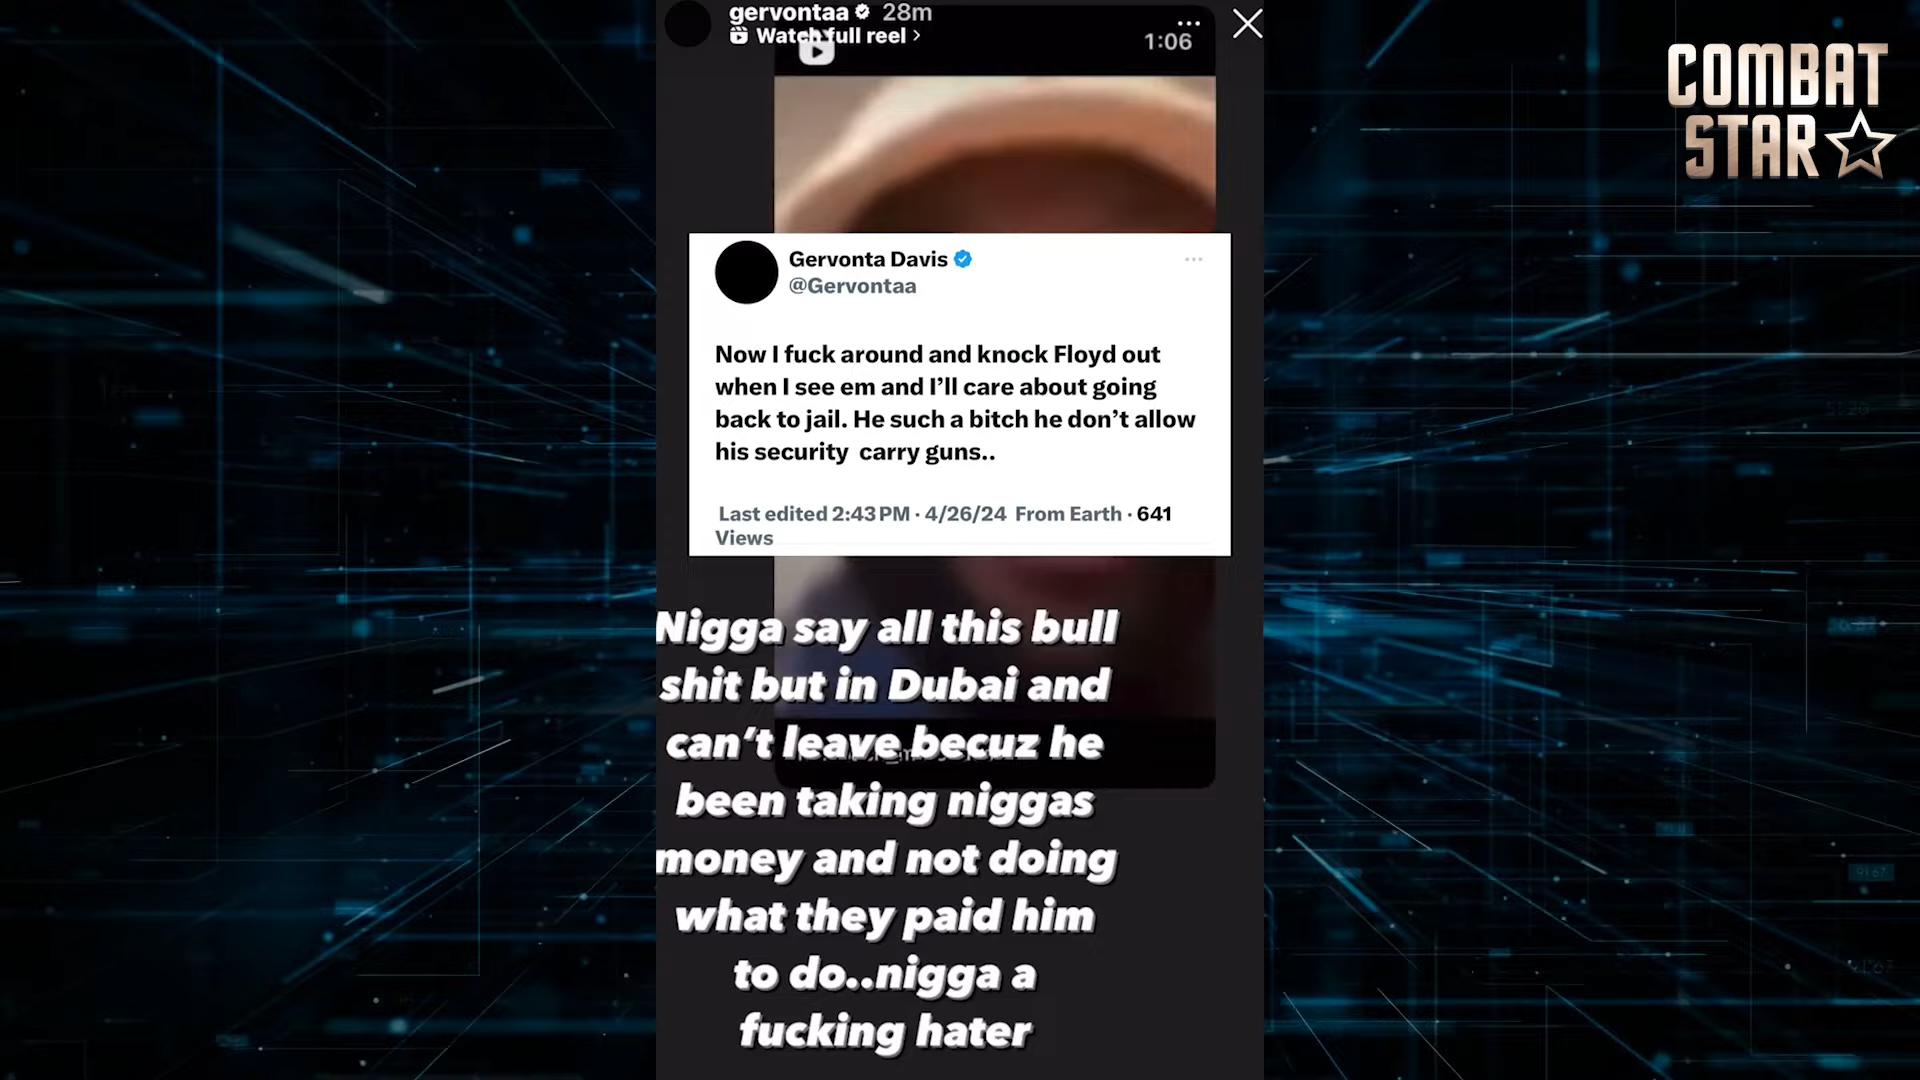 gervontaa 28m
Watch full reel >
1:06
COMBAT
STAR
Gervonta Davis
@Gervontaa
Now I fuck around and knock Floyd out
when I see em and I’ll care about going
back to jail. He such a bitch he don’t allow
his security carry guns..
Last edited 2:43 PM · 4/26/24 From Earth · 641
Views
Nigga say all this bull
shit but in Dubai and
can’t leave becuz he
been taking niggas
money and not doing
what they paid him
to do..nigga a
fucking hater